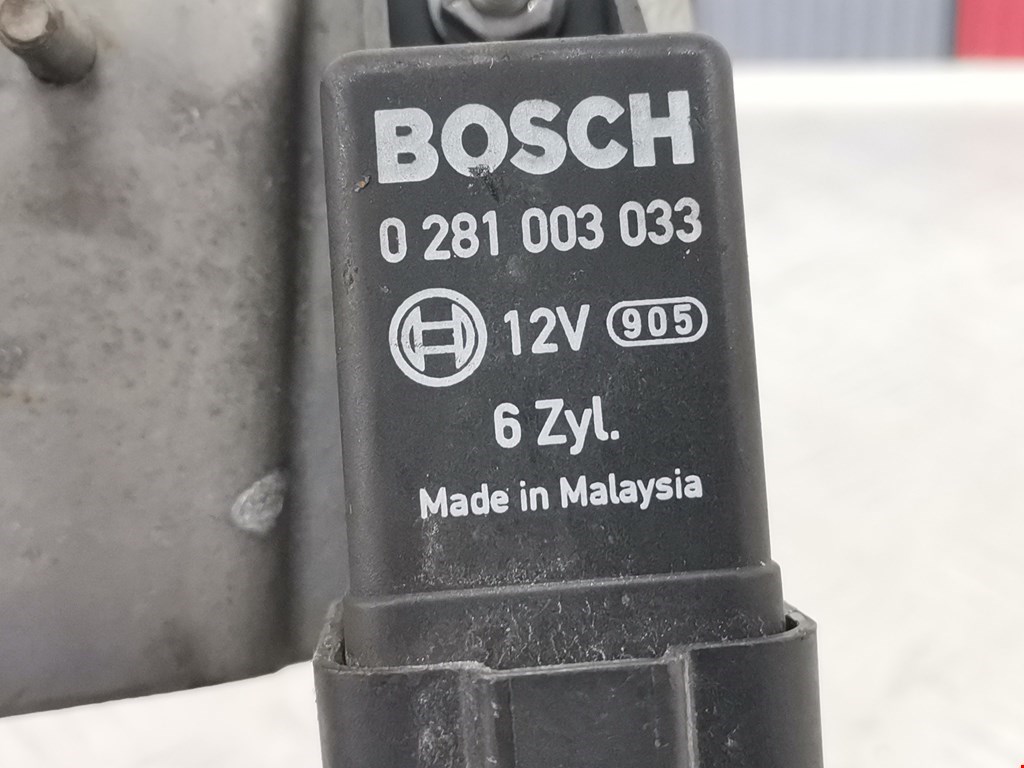 BOSCH
0 281 003 033
12V 905
6 Zyl.
Made in Malaysia